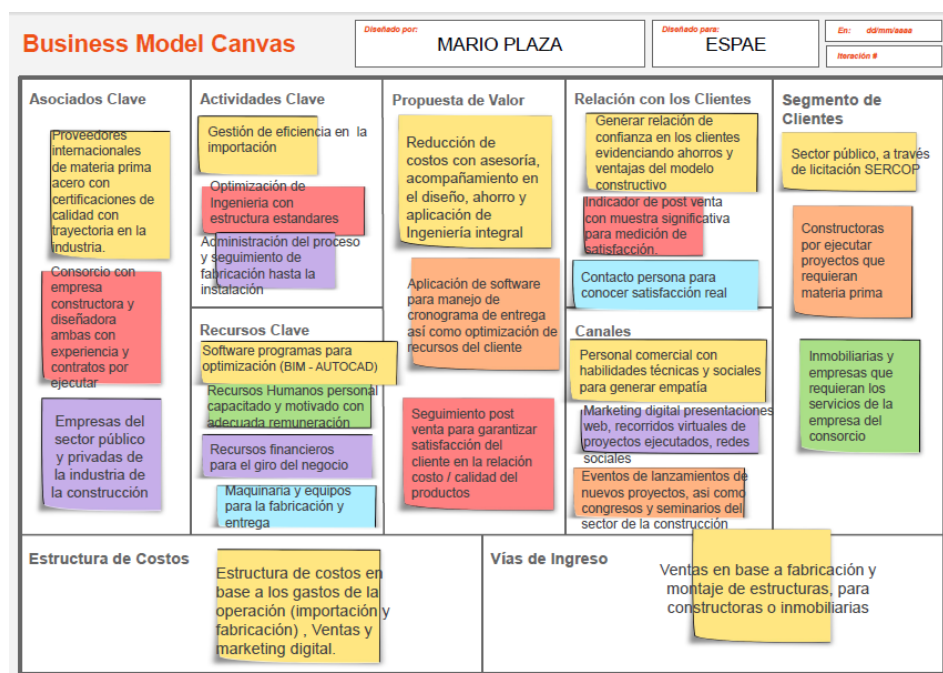 Business Model Canvas
Diseñado por:
MARIO PLAZA
Diseñado para:
ESPAE
En: dd/mm/aaaa
Iteración #
Asociados Clave
Proveedores
internacionales
de materia prima
acero con
certificaciones de
calidad con
trayectoria en la
industria.
Consorcio con
empresa
constructora y
diseñadora
ambas con
experiencia y
contratos por
ejecutar
Empresas del
sector público
y privadas de
la industria de
la construcción
Actividades Clave
Gestión de eficiencia en la
importación
Optimización de
Ingenieria con
estructura estandares
Administración del proceso
y seguimiento de
fabricación hasta la
instalación
Recursos Clave
Software programas para
optimización (BIM - AUTOCAD)
Recursos Humanos personal
capacitado y motivado con
adecuada remuneración
Recursos financieros
para el giro del negocio
Maquinaria y equipos
para la fabricación y
entrega
Propuesta de Valor
Reducción de
costos con asesoría,
acompañamiento en
el diseño, ahorro y
aplicación de
Ingeniería integral
Aplicación de software
para manejo de
cronograma de entrega
así como optimización de
recursos del cliente
Seguimiento post
venta para garantizar
satisfacción del
cliente en la relación
costo / calidad del
productos
Relación con los Clientes
Generar relación de
confianza en los clientes
evidenciando ahorros y
ventajas del modelo
constructivo
Indicador de post venta
con muestra significativa
para medición de
satisfacción.
Contacto persona para
conocer satisfacción real
Canales
Personal comercial con
habilidades técnicas y sociales
para generar empatía
Marketing digital presentaciones
web, recorridos virtuales de
proyectos ejecutados, redes
sociales
Eventos de lanzamientos de
nuevos proyectos, asi como
congresos y seminarios del
sector de la construcción
Segmento de
Clientes
Sector público, a través
de licitación SERCOP
Constructoras
por ejecutar
proyectos que
requieran
materia prima
Inmobiliarias y
empresas que
requieran los
servicios de la
empresa del
consorcio
Estructura de Costos
Estructura de costos en
base a los gastos de la
operación (importación y
fabricación) , Ventas y
marketing digital.
Vías de Ingreso
Ventas en base a fabricación y
montaje de estructuras, para
constructoras o inmobiliarias